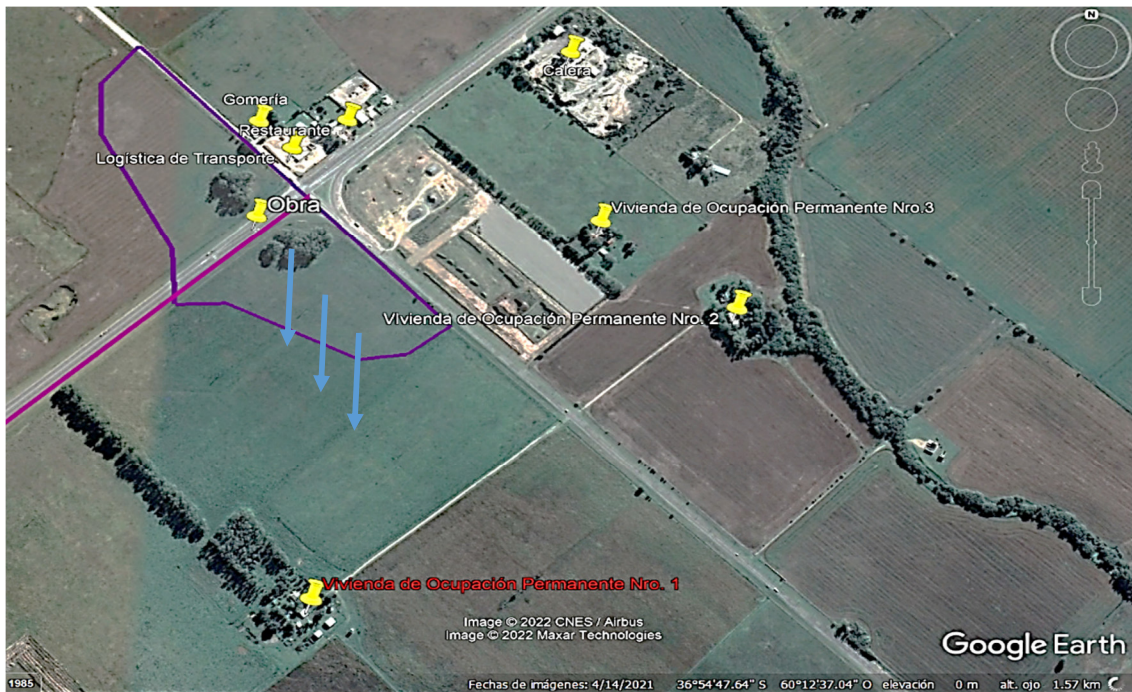 N
Calera
Gomería
Restaurante
Logística de Transporte
Obra
Vivienda de Ocupación Permanente Nro.3
VIvienda de Ocupación Permanente Nro. 2
Vivienda de Ocupación Permanente Nro. 1
Image © 2022 CNES / Airbus
Image © 2022 Maxar Technologies
Google Earth
1985
Fechas de imágenes: 4/14/2021 36°54'47.64" S 60°12'37.04" O elevación 0 m alt. ojo 1.57 km